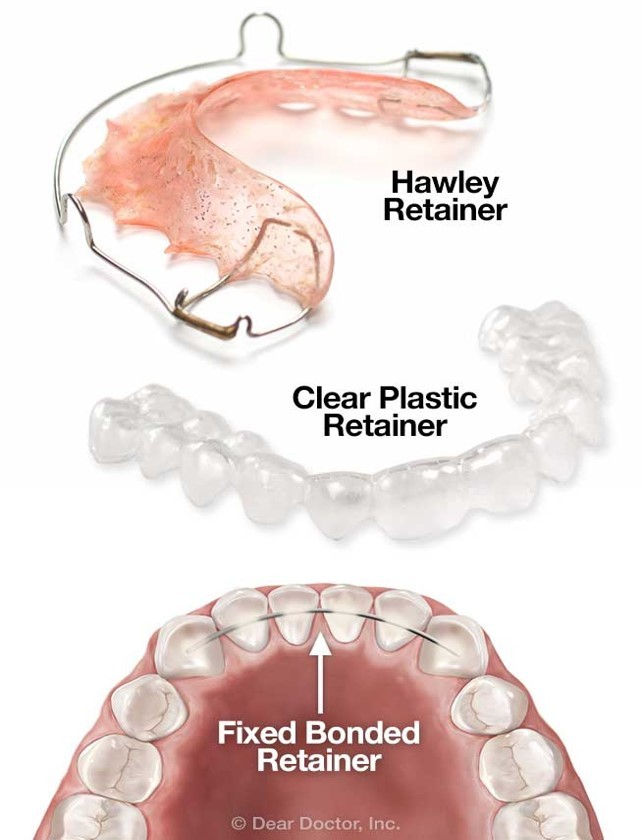 Hawley
Retainer
Clear Plastic
Retainer
Fixed Bonded
Retainer
© Dear Doctor, Inc.